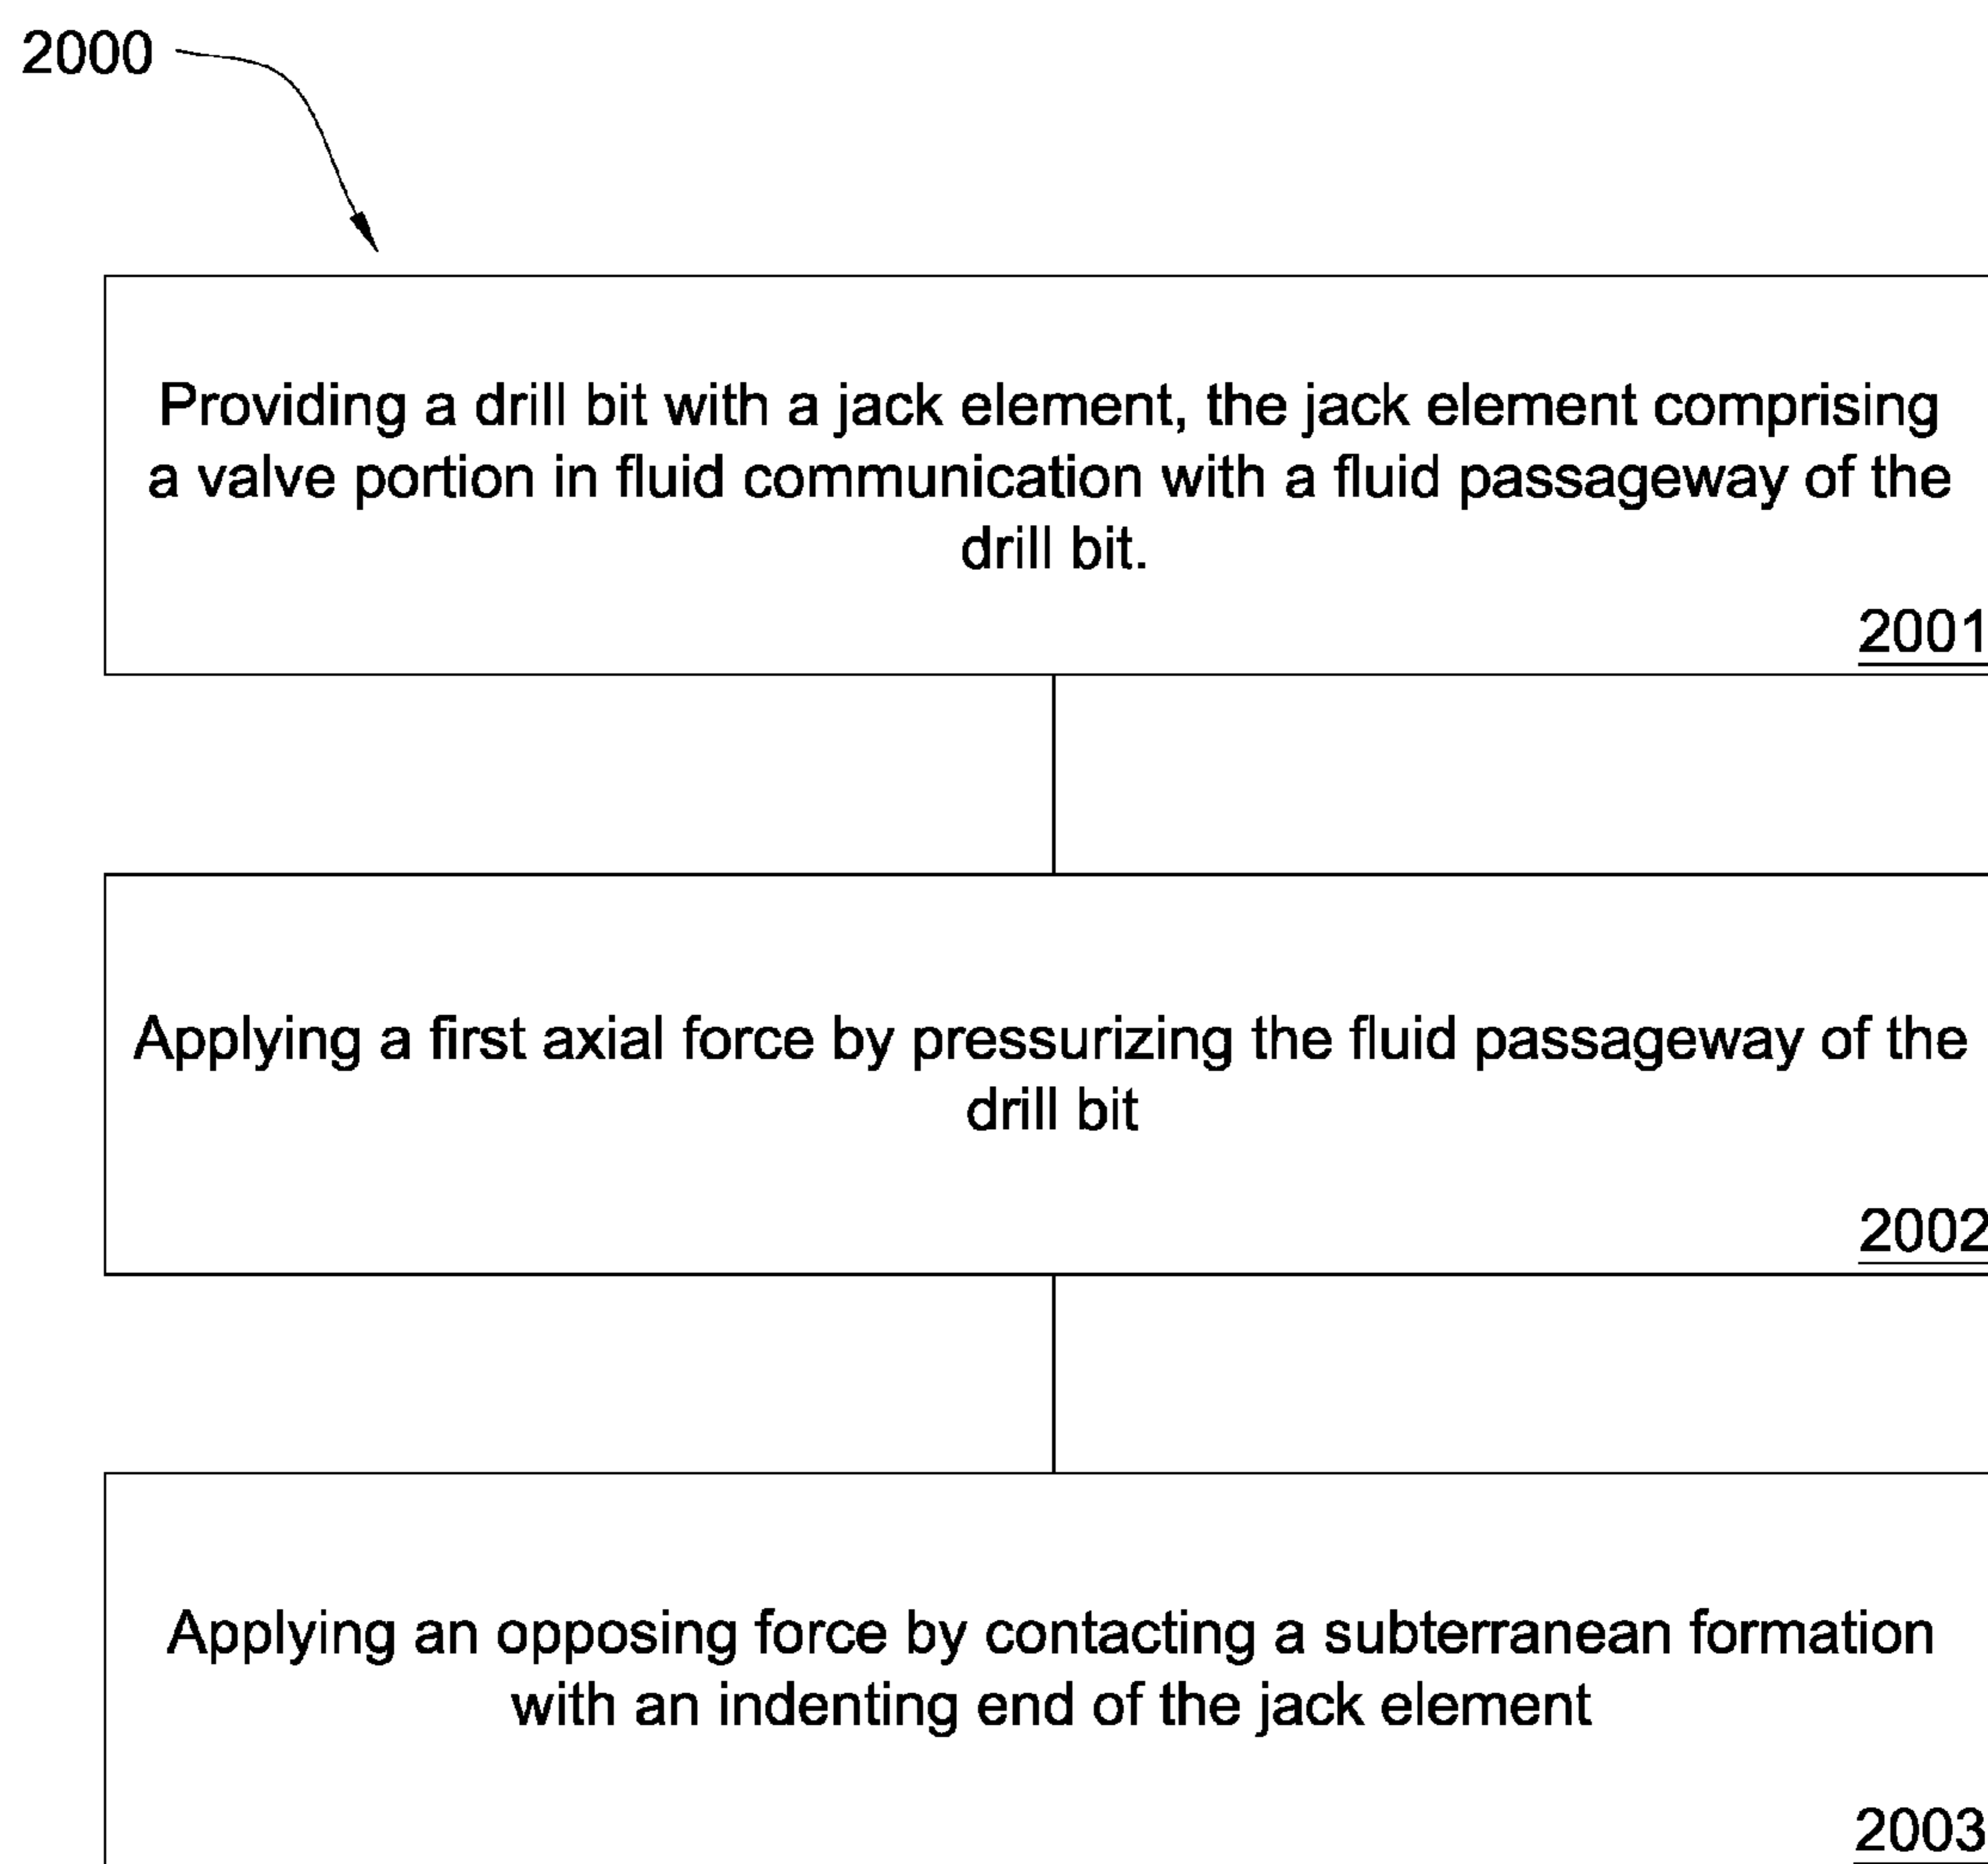 2000
Providing a drill bit with a jack element, the jack element comprising
a valve portion in fluid communication with a fluid passageway of the
drill bit.
2001
Applying a first axial force by pressurizing the fluid passageway of the
drill bit
2002
Applying an opposing force by contacting a subterranean formation
with an indenting end of the jack element
2003